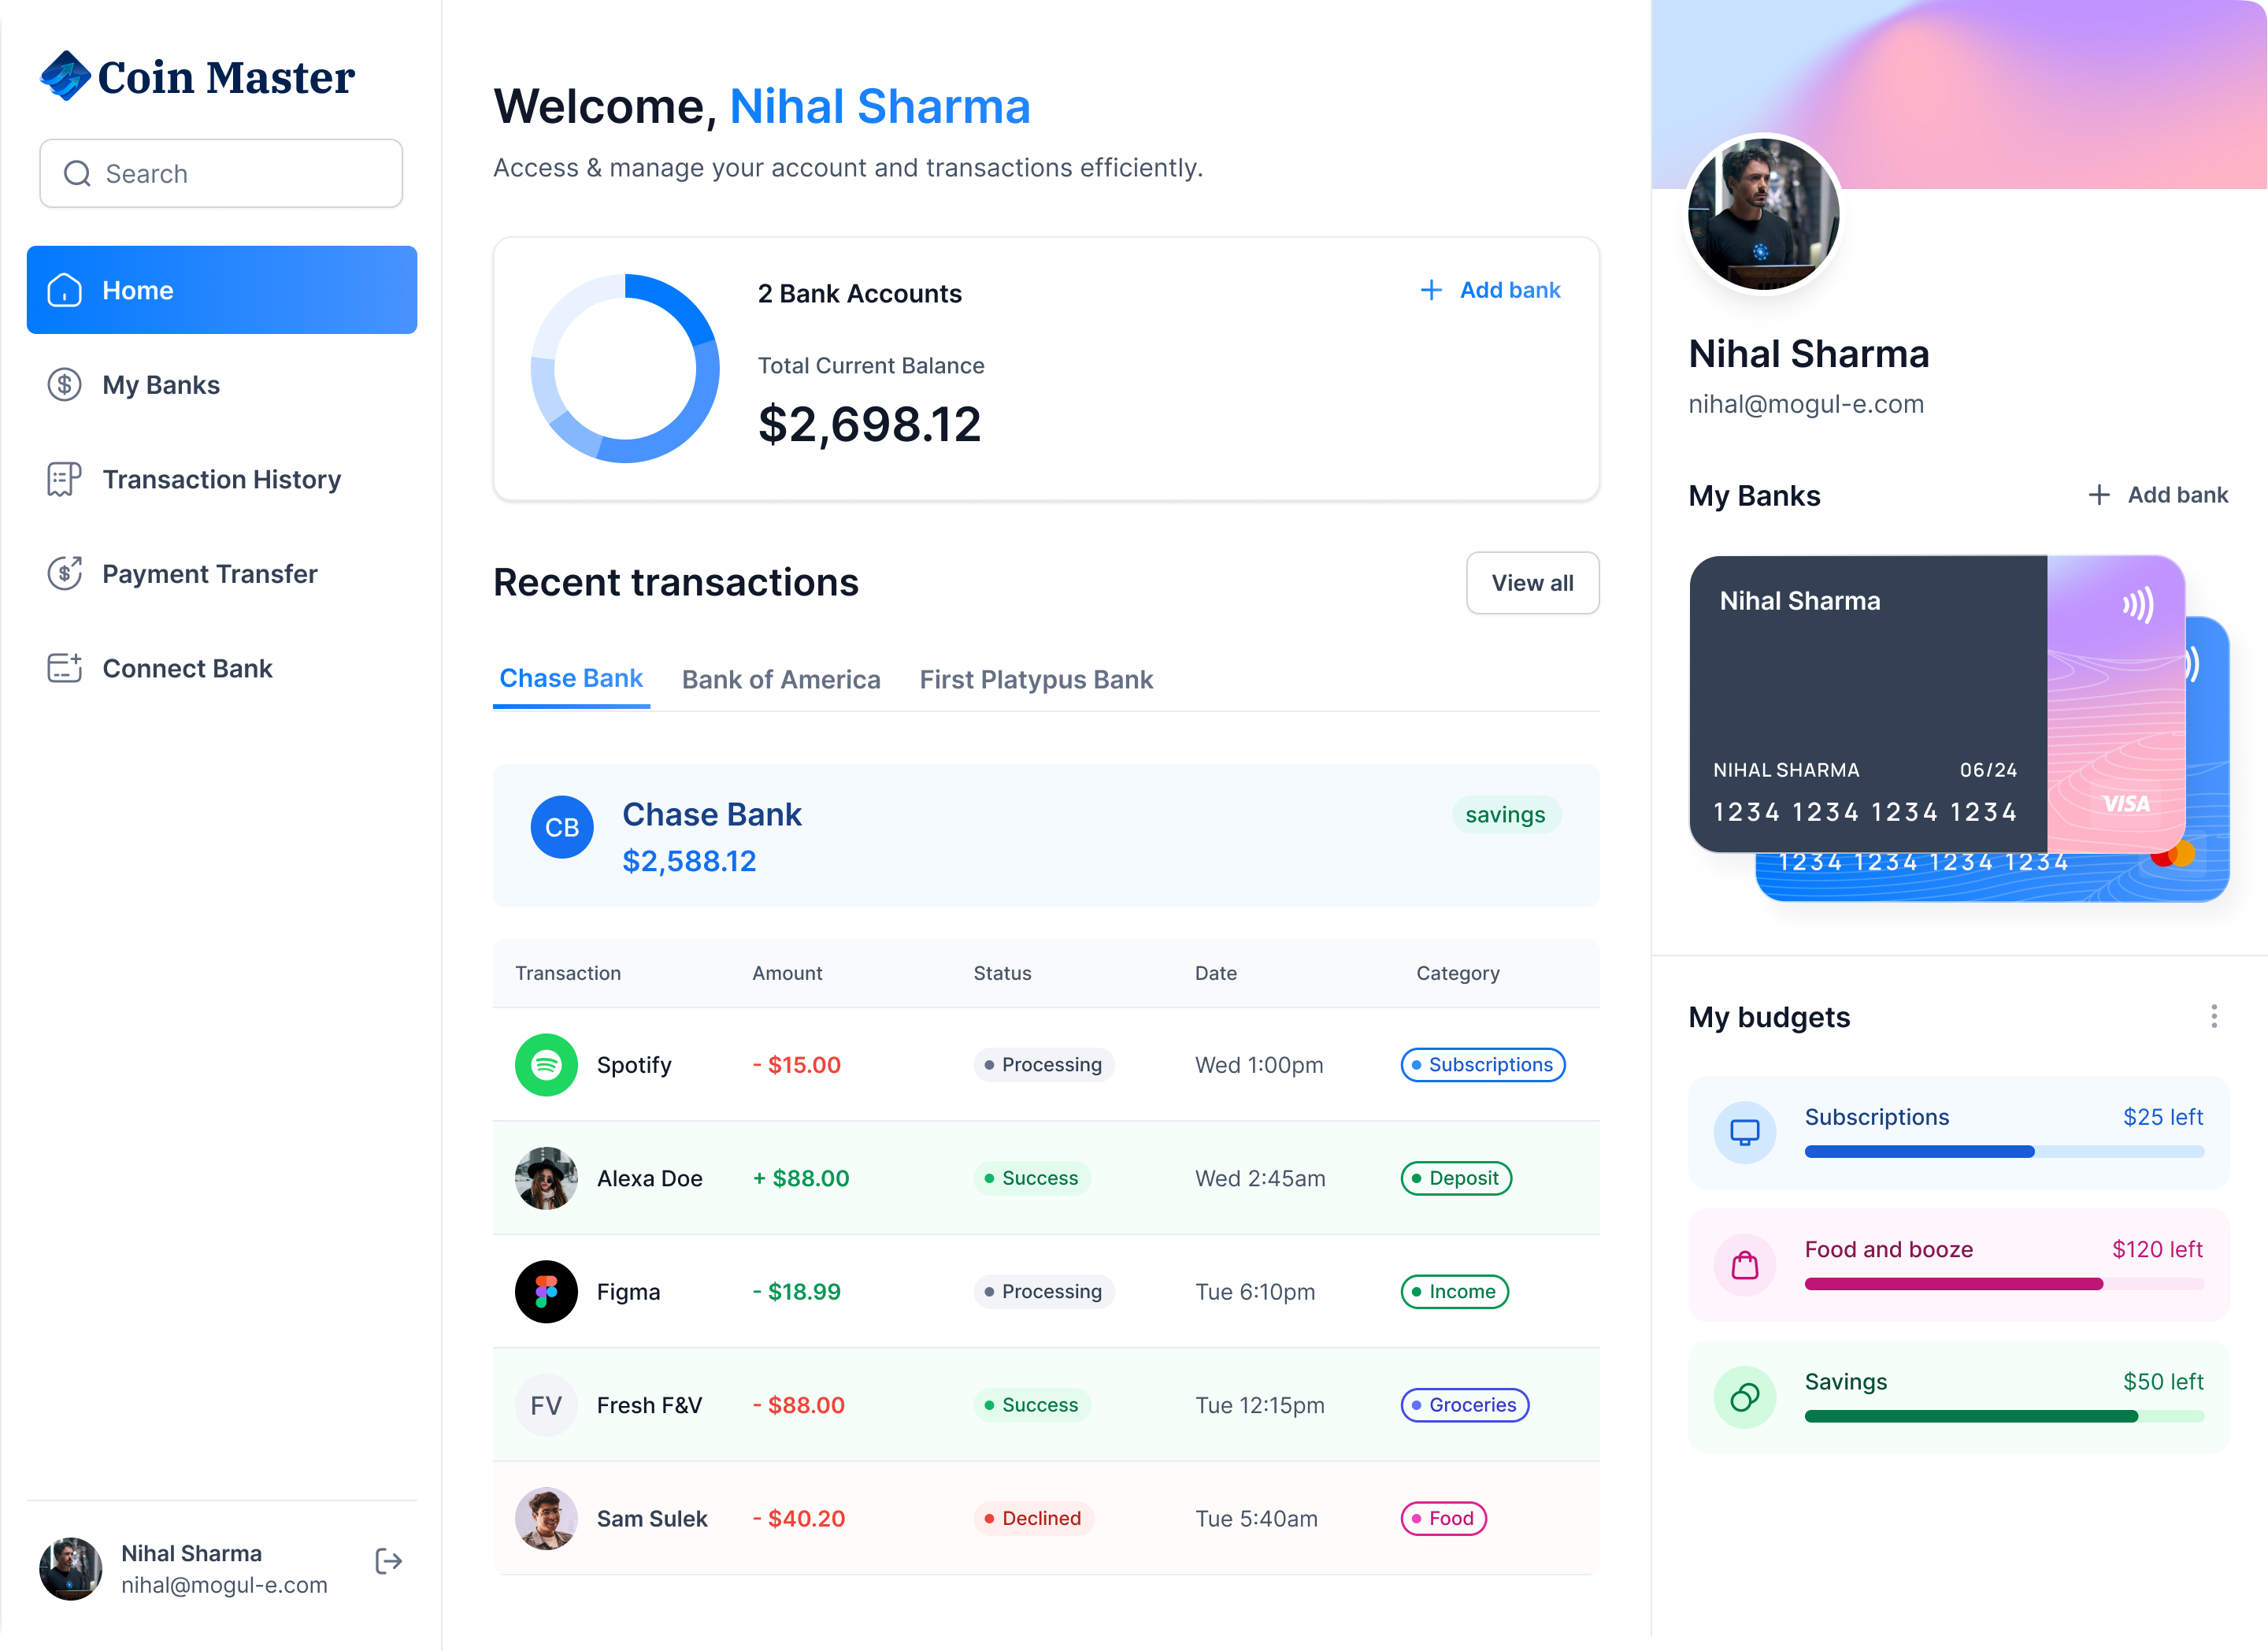 Coin Master
Search
Home
My Banks
Transaction History
Payment Transfer
Connect Bank
Nihal Sharma
nihal@mogul-e.com
Welcome, Nihal Sharma
Access & manage your account and transactions efficiently.
2 Bank Accounts
Add bank
Total Current Balance
$2,698.12
Recent transactions
View all
Chase Bank
Bank of America
First Platypus Bank
CB
Chase Bank
savings
$2,588.12
Transaction Amount Status Date Category
Spotify - $15.00 Processing Wed 1:00pm Subscriptions
Alexa Doe + $88.00 Success Wed 2:45am Deposit
Figma - $18.99 Processing Tue 6:10pm Income
FV Fresh F&V - $88.00 Success Tue 12:15pm Groceries
Sam Sulek - $40.20 Declined Tue 5:40am Food
Nihal Sharma
nihal@mogul-e.com
My Banks
Add bank
Nihal Sharma
NIHAL SHARMA 06/24
1234 1234 1234 1234
VISA
1234 1234 1234 1234
My budgets
Subscriptions $25 left
Food and booze $120 left
Savings $50 left